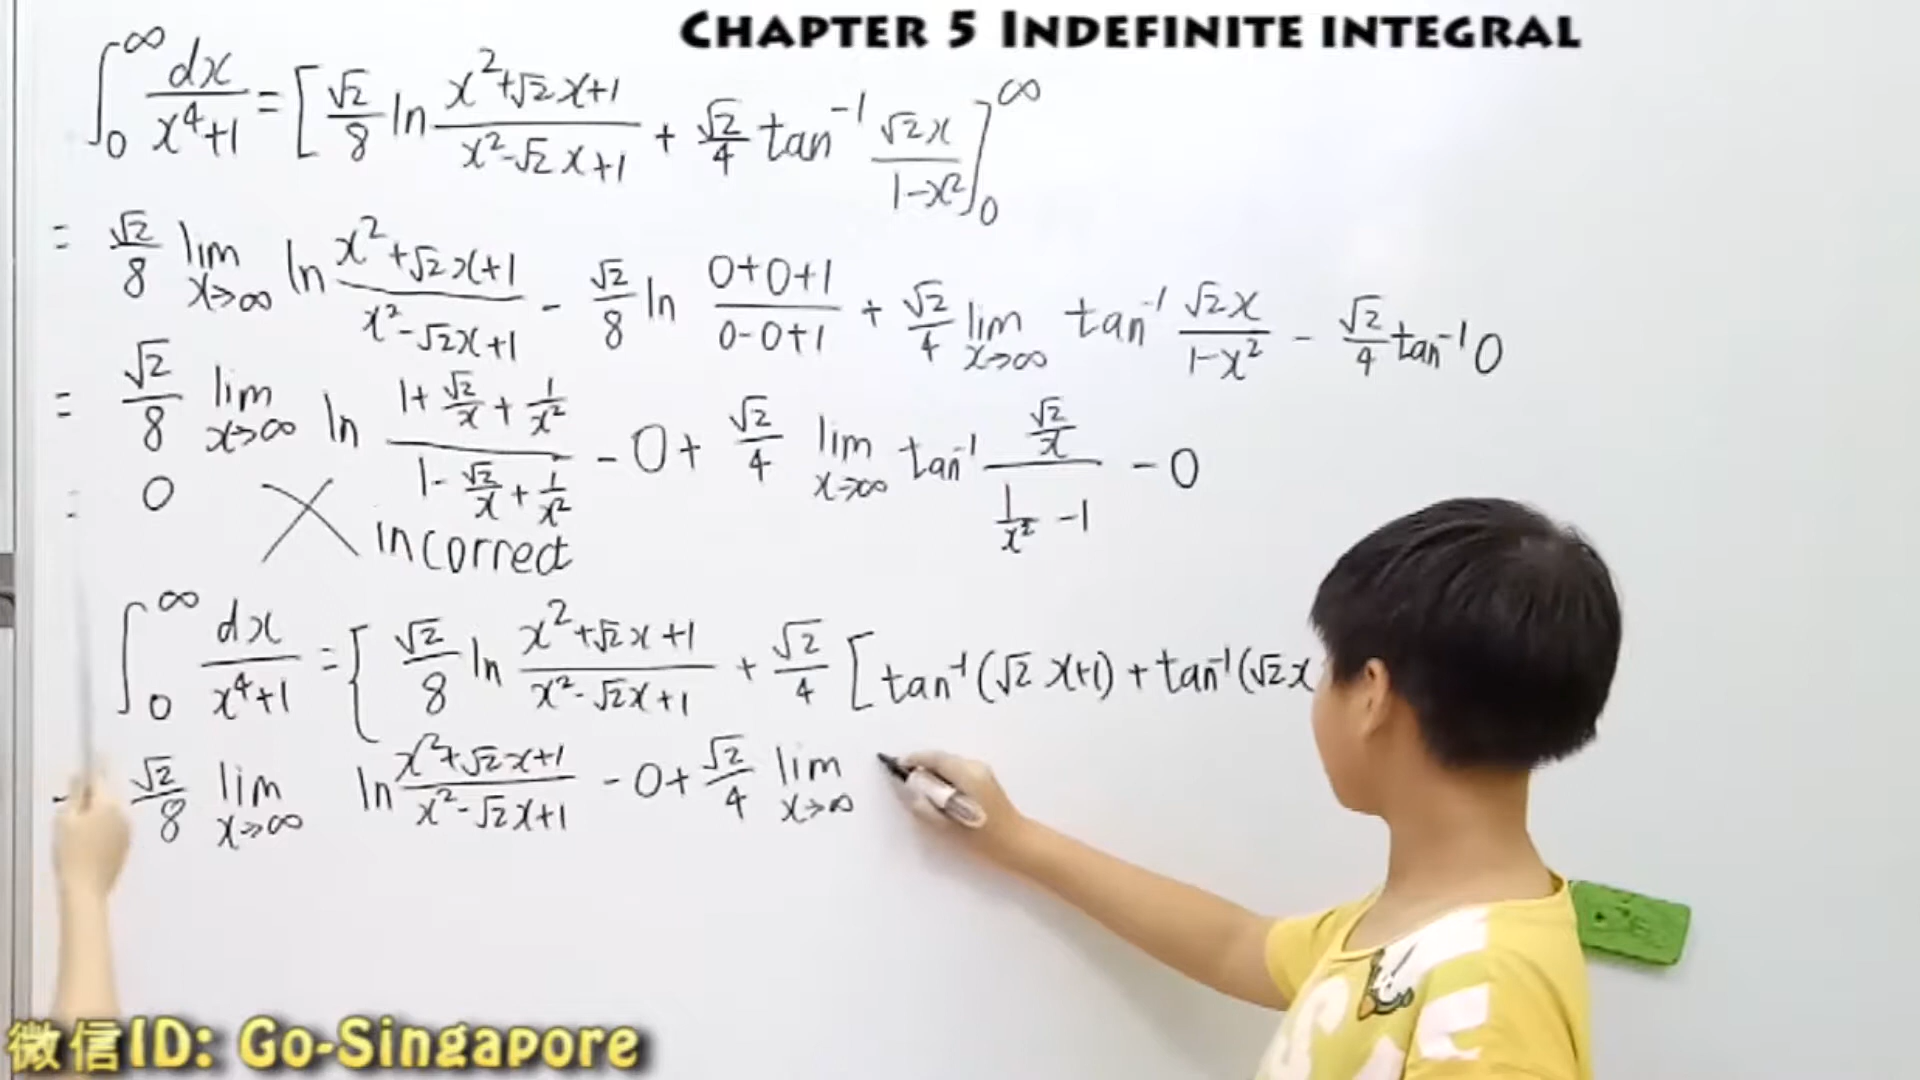 CHAPTER 5 INDEFINITE INTEGRAL
∫₀^∞ dx/(x⁴+1) = [√2/8 ln (x²+√2x+1)/(x²-√2x+1) + √2/4 tan⁻¹ √2x/(1-x²)]₀^∞
= √2/8 lim x→∞ ln (x²+√2x+1)/(x²-√2x+1) - √2/8 ln (0+0+1)/(0-0+1) + √2/4 lim x→∞ tan⁻¹ √2x/(1-x²) - √2/4 tan⁻¹ 0
= √2/8 lim x→∞ ln (1+√2/x+1/x²)/(1-√2/x+1/x²) - 0 + √2/4 lim x→∞ tan⁻¹ (√2/x)/(1/x²-1) - 0
= 0 ✗ incorrect
∫₀^∞ dx/(x⁴+1) = { √2/8 ln (x²+√2x+1)/(x²-√2x+1) + √2/4 [tan⁻¹(√2x+1) + tan⁻¹(√2x
√2/8 lim x→∞ ln (x²+√2x+1)/(x²-√2x+1) - 0 + √2/4 lim x→∞
微信ID: Go-Singapore